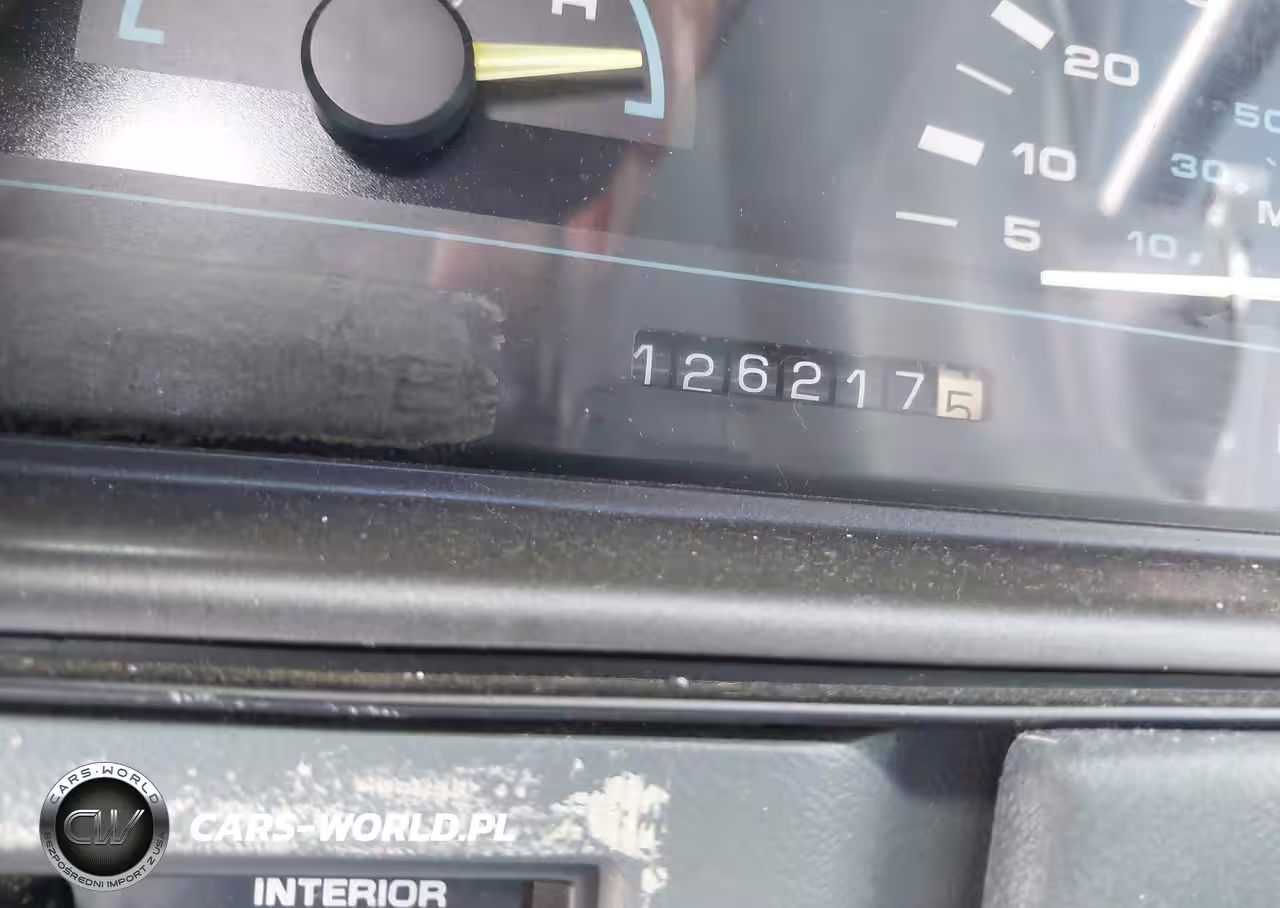 H
20
50
10
30
5
10
M
1262175
CARS-WORLD
CW
BEZPOŚREDNI IMPORT Z USA
CARS-WORLD.PL
INTERIOR